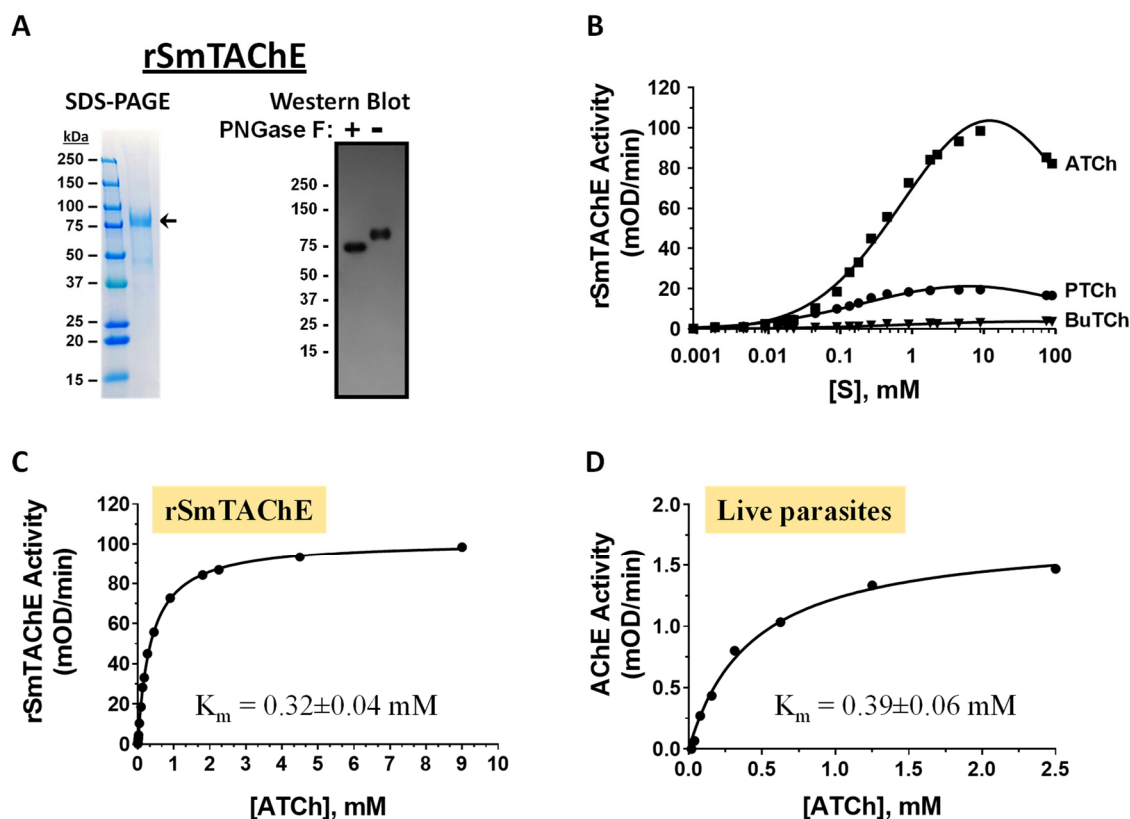 A
rSmTAChE
SDS-PAGE
kDa
250 –
150 –
100 –
75 –
50 –
37 –
25 –
20 –
15 –
Western Blot
PNGase F: + –
250 -
150 -
100 -
75 -
50 -
37 -
25 -
15 -
B
rSmTAChE Activity
(mOD/min)
120
100
80
60
40
20
0
ATCh
PTCh
BuTCh
0.001 0.01 0.1 1 10 100
[S], mM
C
rSmTAChE
rSmTAChE Activity
(mOD/min)
120
100
80
60
40
20
0
Km = 0.32±0.04 mM
0 1 2 3 4 5 6 7 8 9 10
[ATCh], mM
D
Live parasites
AChE Activity
(mOD/min)
2.0
1.5
1.0
0.5
0.0
Km = 0.39±0.06 mM
0.0 0.5 1.0 1.5 2.0 2.5
[ATCh], mM